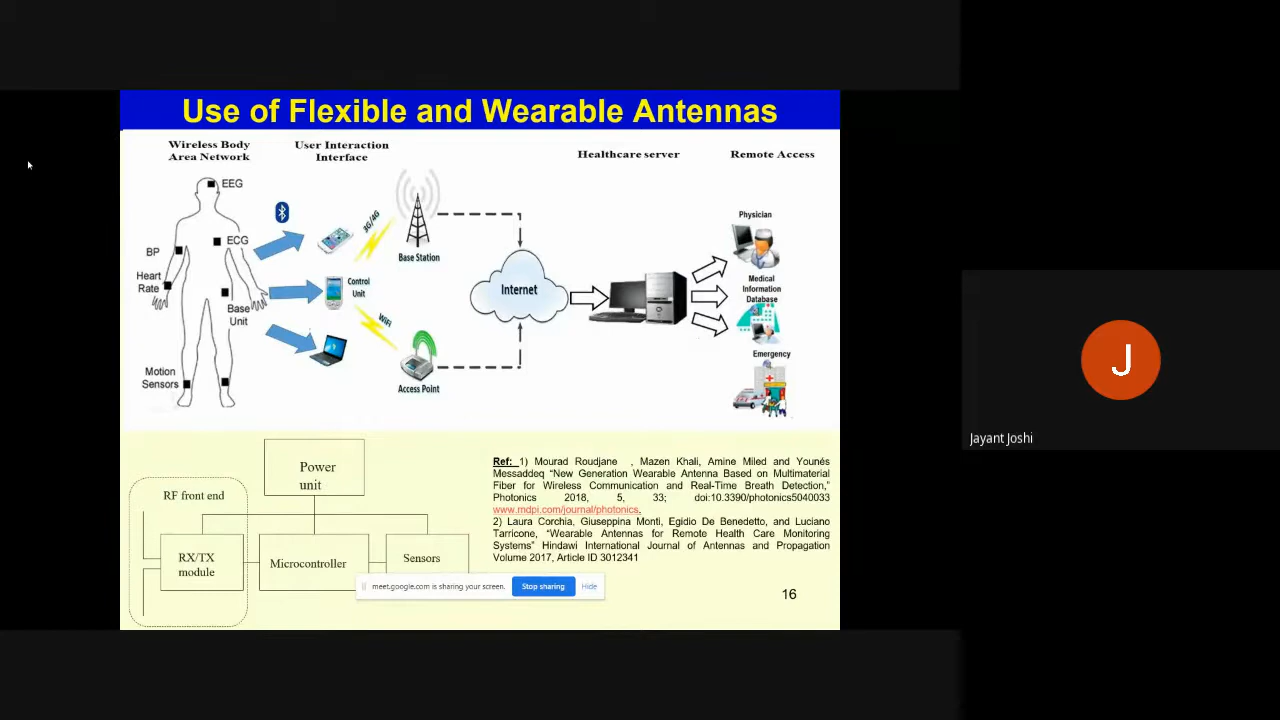 Use of Flexible and Wearable Antennas
Wireless Body
Area Network
User Interaction
Interface
Healthcare server
Remote Access
EEG
BP
ECG
Heart
Rate
Base
Unit
Motion
Sensors
3G/4G
Control
Unit
WiFi
Base Station
Access Point
Internet
Physician
Medical
Information
Database
Emergency
Power
unit
RF front end
RX/TX
module
Microcontroller
Sensors
Ref: 1) Mourad Roudjane , Mazen Khali, Amine Miled and Younés
Messaddeq “New Generation Wearable Antenna Based on Multimaterial
Fiber for Wireless Communication and Real-Time Breath Detection,”
Photonics 2018, 5, 33; doi:10.3390/photonics5040033
www.mdpi.com/journal/photonics.
2) Laura Corchia, Giuseppina Monti, Egidio De Benedetto, and Luciano
Tarricone, “Wearable Antennas for Remote Health Care Monitoring
Systems” Hindawi International Journal of Antennas and Propagation
Volume 2017, Article ID 3012341
meet.google.com is sharing your screen.
Stop sharing
Hide
16
J
Jayant Joshi